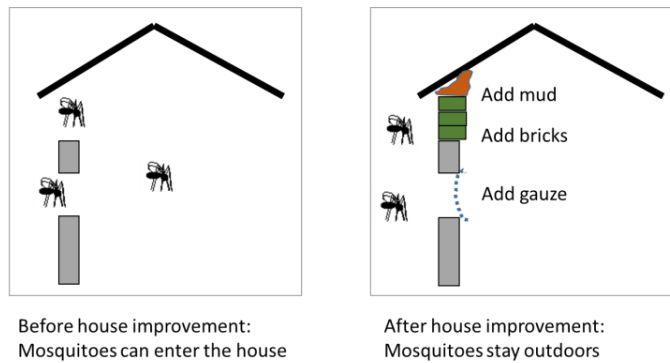 Add mud
Add bricks
Add gauze
Before house improvement:
Mosquitoes can enter the house
After house improvement:
Mosquitoes stay outdoors